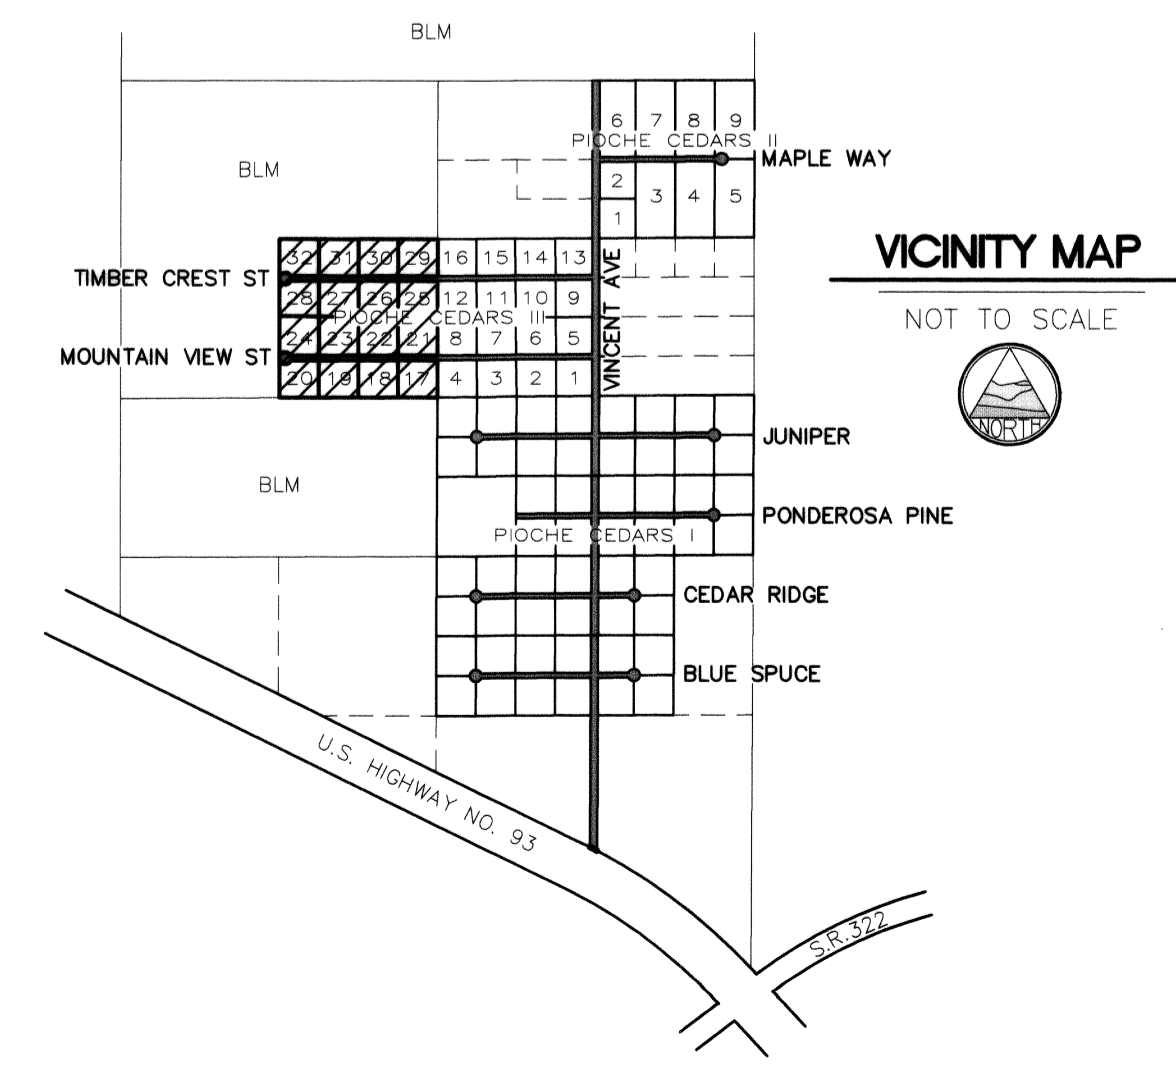 BLM
6 7 8 9
PIOCHE CEDARS II
MAPLE WAY
BLM
2
3 4 5
1
VICINITY MAP
NOT TO SCALE
NORTH
32 31 30 29 16 15 14 13
TIMBER CREST ST
28 27 26 25 12 11 10 9
PIOCHE CEDARS III
24 23 22 21 8 7 6 5
MOUNTAIN VIEW ST
20 19 18 17 4 3 2 1
VINCENT AVE
JUNIPER
BLM
PONDEROSA PINE
PIOCHE CEDARS I
CEDAR RIDGE
BLUE SPUCE
U.S. HIGHWAY NO. 93
S.R.322